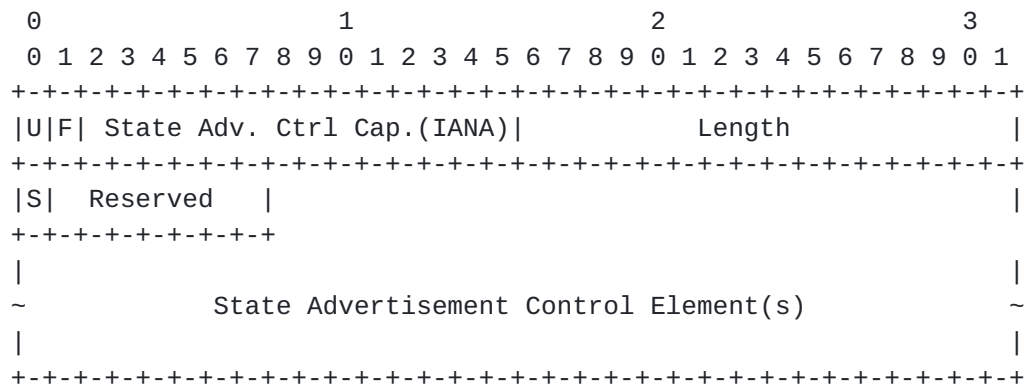 0                   1                   2                   3
 0 1 2 3 4 5 6 7 8 9 0 1 2 3 4 5 6 7 8 9 0 1 2 3 4 5 6 7 8 9 0 1
+-+-+-+-+-+-+-+-+-+-+-+-+-+-+-+-+-+-+-+-+-+-+-+-+-+-+-+-+-+-+-+-+
|U|F| State Adv. Ctrl Cap.(IANA)|           Length              |
+-+-+-+-+-+-+-+-+-+-+-+-+-+-+-+-+-+-+-+-+-+-+-+-+-+-+-+-+-+-+-+-+
|S|  Reserved   |                                               |
+-+-+-+-+-+-+-+-+
|                                                               |
~            State Advertisement Control Element(s)             ~
|                                                               |
+-+-+-+-+-+-+-+-+-+-+-+-+-+-+-+-+-+-+-+-+-+-+-+-+-+-+-+-+-+-+-+-+